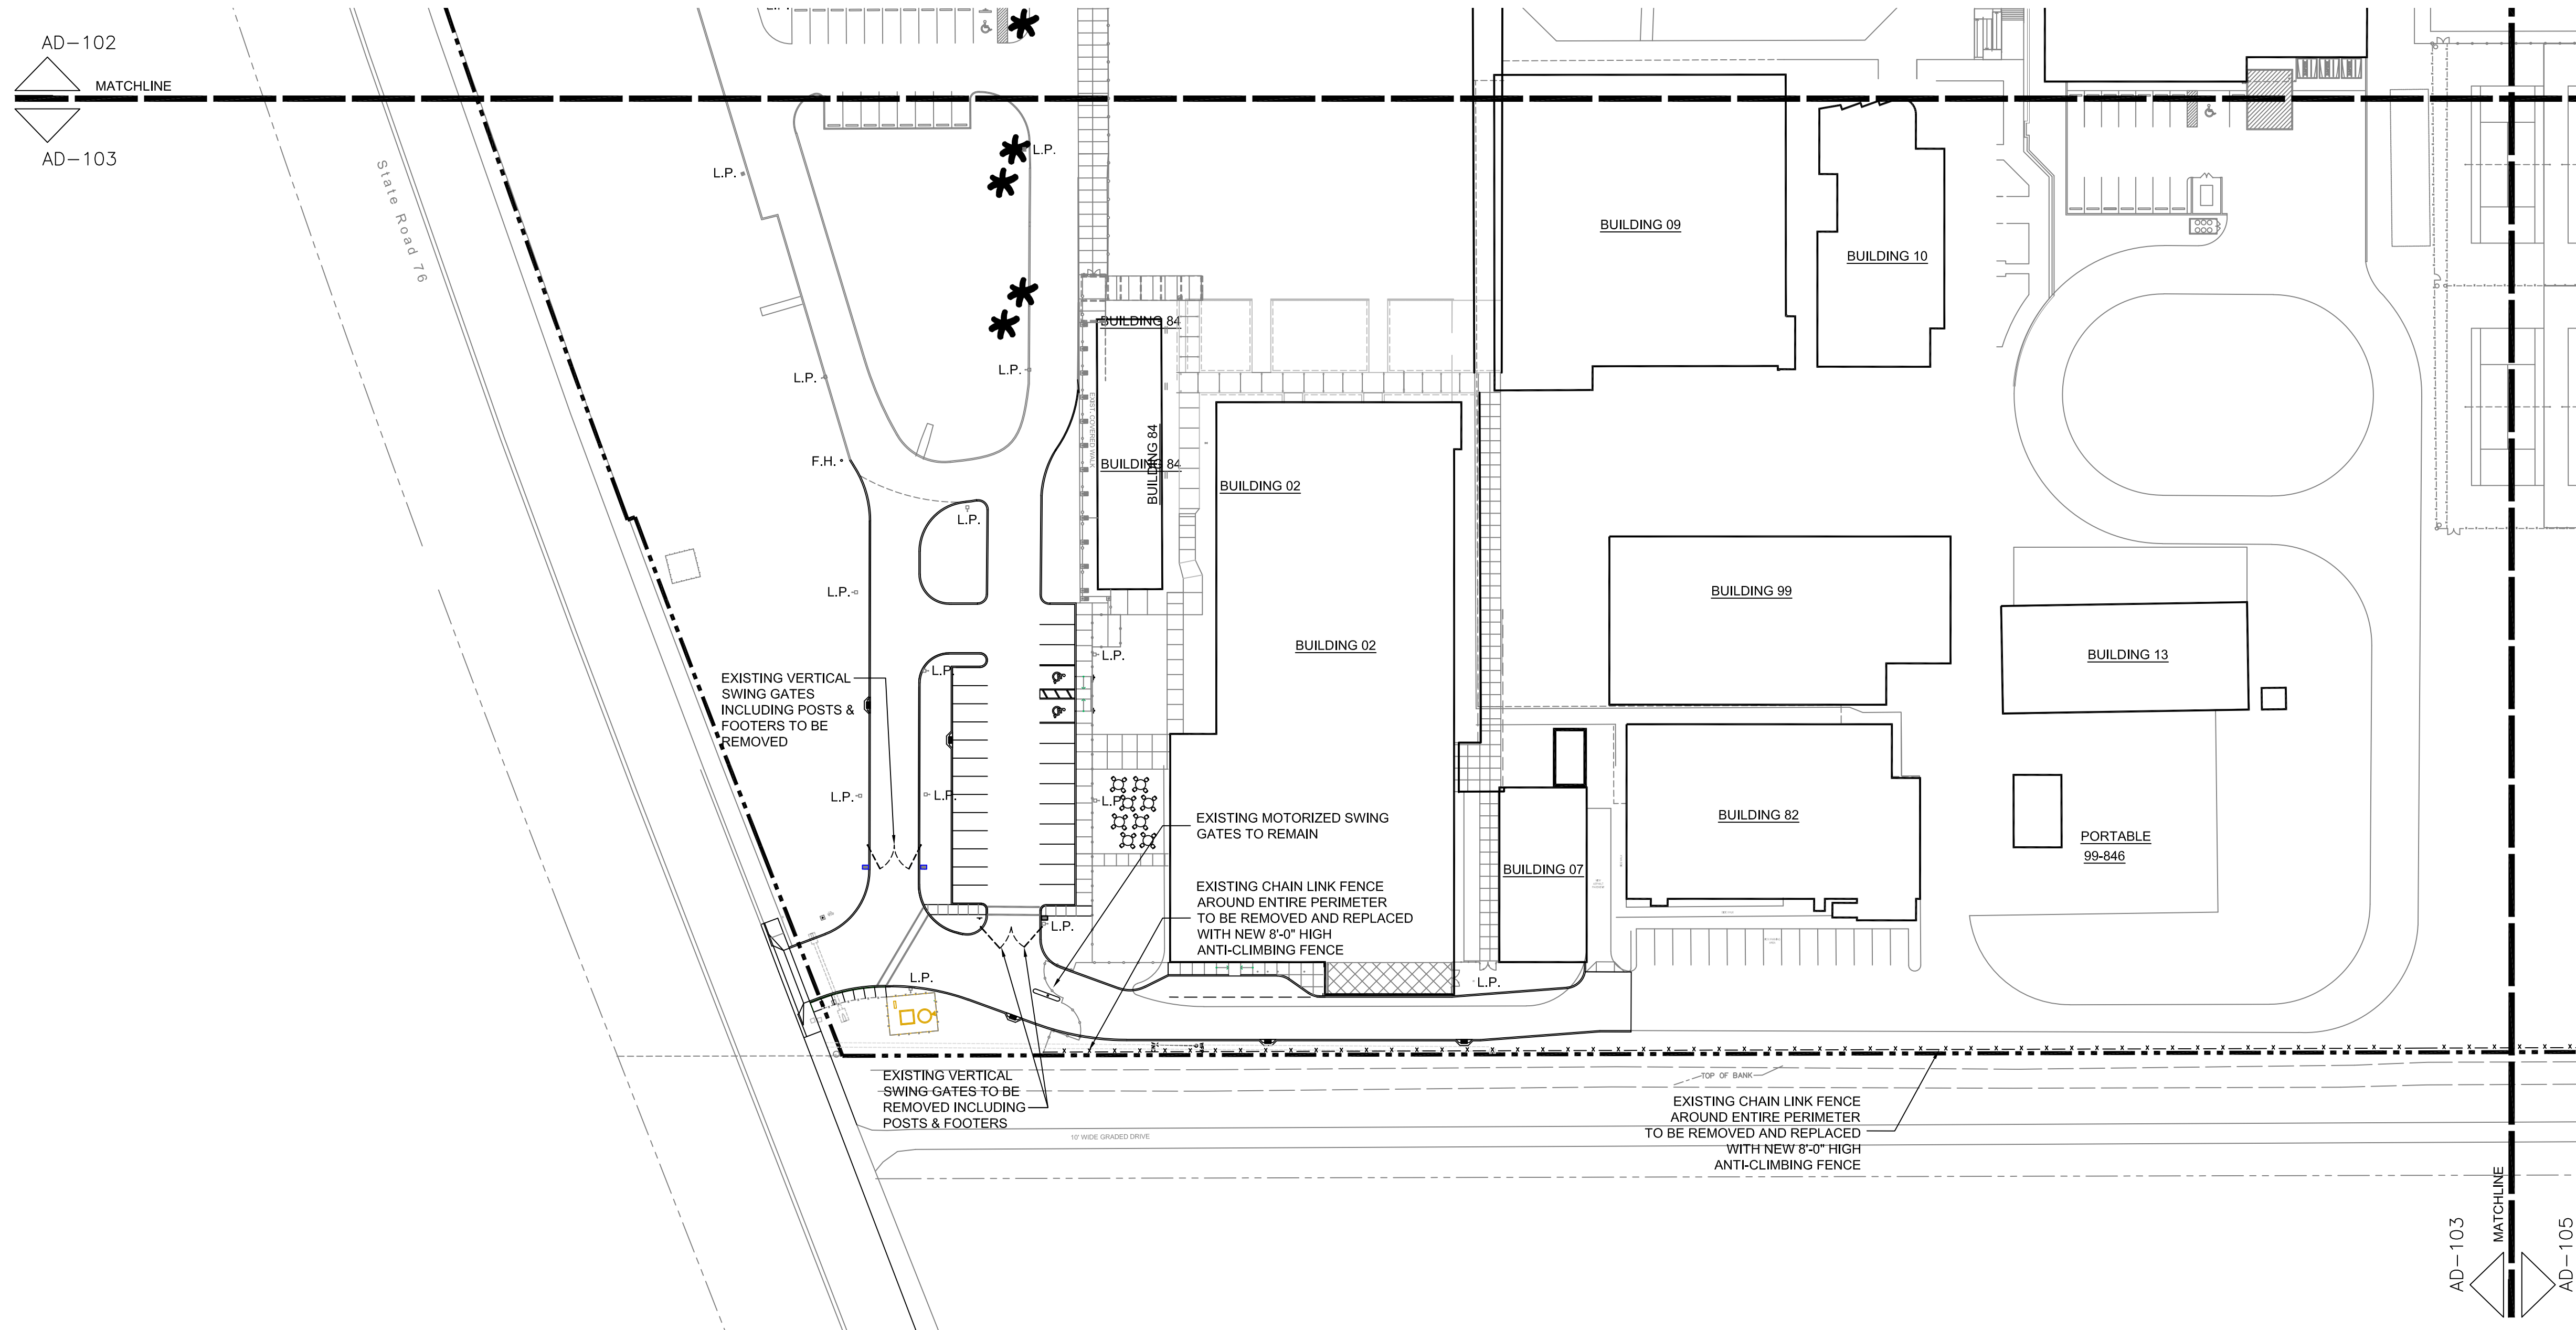 L.P.
AD-102
MATCHLINE
AD-103
State Road 76
L.P.
L.P.
BUILDING 09
BUILDING 10
BUILDING 84
L.P.
L.P.
EXIST. COVERED WALK
BUILDING 84
BUILDING 84
F.H.
BUILDING 02
L.P.
L.P.
BUILDING 99
BUILDING 02
BUILDING 13
L.P.
L.P.
EXISTING VERTICAL
SWING GATES
INCLUDING POSTS &
FOOTERS TO BE
REMOVED
L.P.
L.P.
L.P.
EXISTING MOTORIZED SWING
GATES TO REMAIN
BUILDING 82
PORTABLE
99-846
BUILDING 07
EXISTING CHAIN LINK FENCE
AROUND ENTIRE PERIMETER
TO BE REMOVED AND REPLACED
WITH NEW 8'-0" HIGH
ANTI-CLIMBING FENCE
L.P.
L.P.
L.P.
EXISTING VERTICAL
SWING GATES TO BE
REMOVED INCLUDING
POSTS & FOOTERS
TOP OF BANK
10' WIDE GRADED DRIVE
EXISTING CHAIN LINK FENCE
AROUND ENTIRE PERIMETER
TO BE REMOVED AND REPLACED
WITH NEW 8'-0" HIGH
ANTI-CLIMBING FENCE
AD-103
MATCHLINE
AD-105